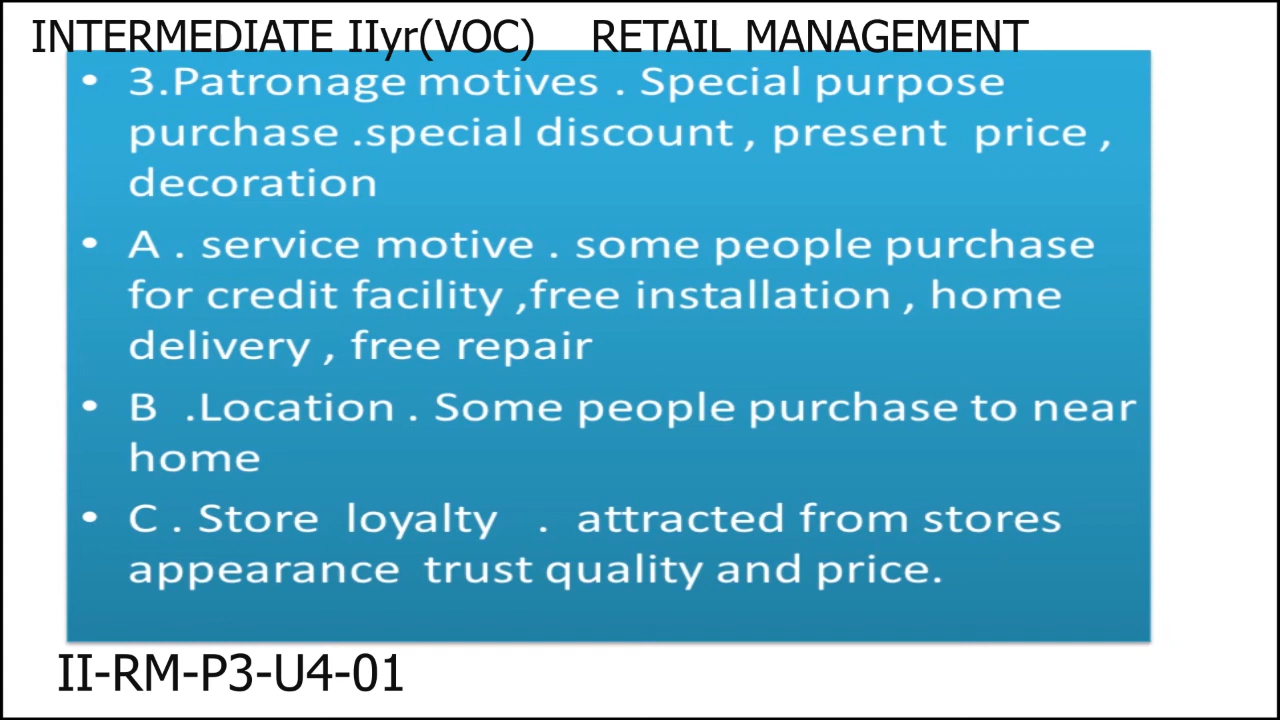 INTERMEDIATE IIyr(VOC) RETAIL MANAGEMENT
• 3.Patronage motives . Special purpose
purchase .special discount , present price ,
decoration
• A . service motive . some people purchase
for credit facility ,free installation , home
delivery , free repair
• B .Location . Some people purchase to near
home
• C . Store loyalty . attracted from stores
appearance trust quality and price.
II-RM-P3-U4-01